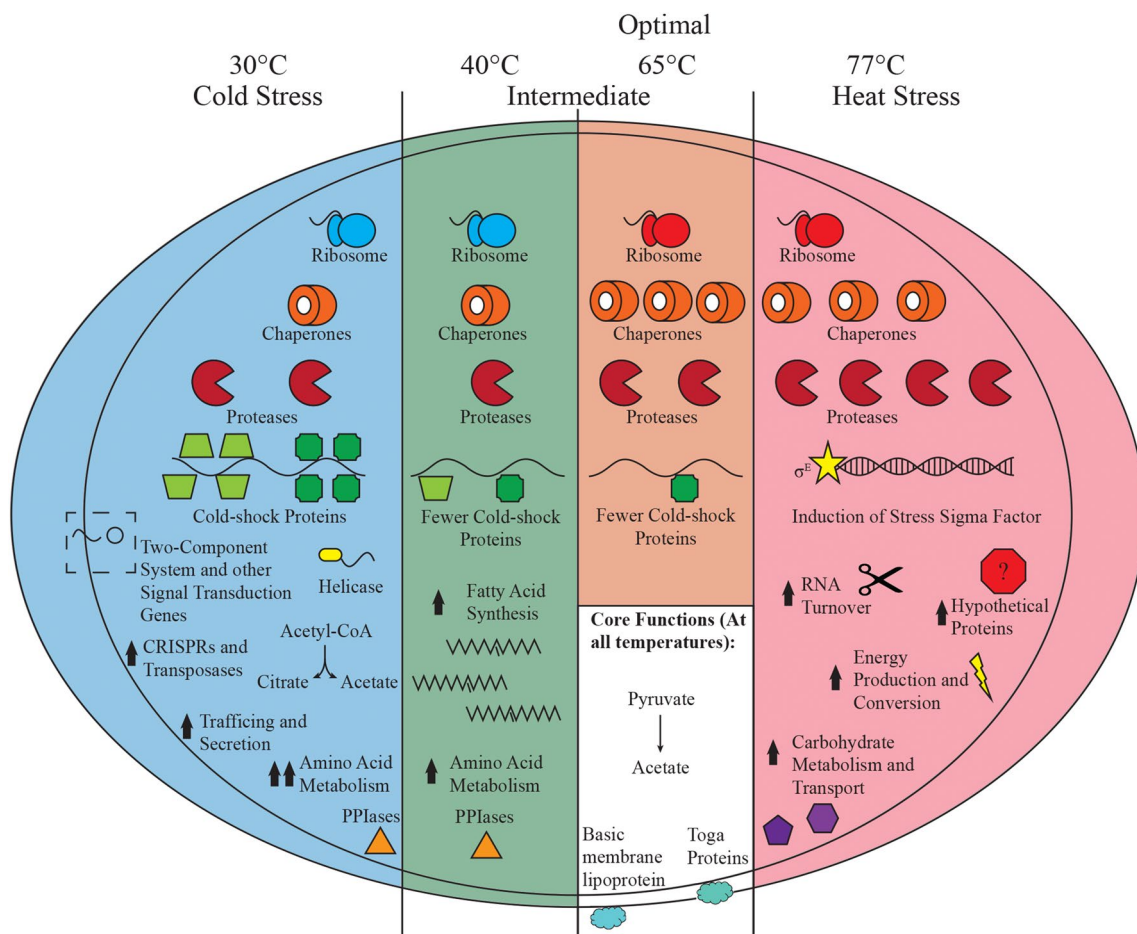 Optimal
30°C
40°C
65°C
77°C
Cold Stress
Intermediate
Heat Stress
Ribosome
Ribosome
Ribosome
Ribosome
Chaperones
Chaperones
Chaperones
Chaperones
Proteases
Proteases
Proteases
Proteases
Cold-shock Proteins
Fewer Cold-shock
Proteins
Fewer Cold-shock
Proteins
σE
Induction of Stress Sigma Factor
Two-Component
System and other
Signal Transduction
Genes
Helicase
CRISPRs and
Transposases
Acetyl-CoA
Citrate
Acetate
Trafficing and
Secretion
Amino Acid
Metabolism
PPIases
Fatty Acid
Synthesis
Amino Acid
Metabolism
PPIases
Core Functions (At
all temperatures):
Pyruvate
Acetate
Basic
membrane
lipoprotein
Toga
Proteins
RNA
Turnover
?
Hypothetical
Proteins
Energy
Production and
Conversion
Carbohydrate
Metabolism and
Transport